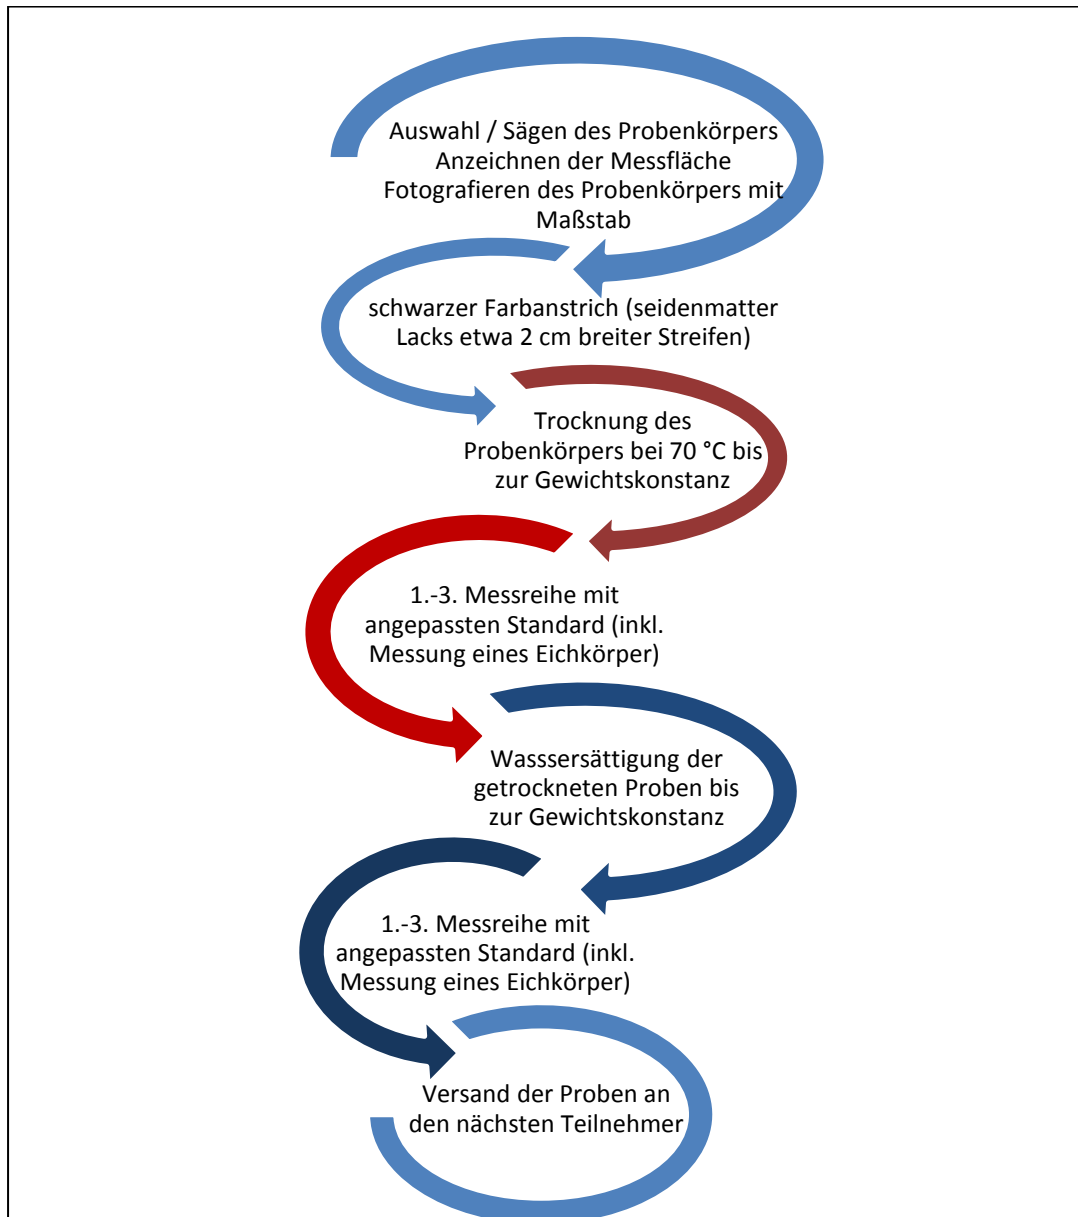 Auswahl / Sägen des Probenkörpers
Anzeichnen der Messfläche
Fotografieren des Probenkörpers mit
Maßstab
schwarzer Farbanstrich (seidenmatter
Lacks etwa 2 cm breiter Streifen)
Trocknung des
Probenkörpers bei 70 °C bis
zur Gewichtskonstanz
1.-3. Messreihe mit
angepassten Standard (inkl.
Messung eines Eichkörper)
Wasssersättigung der
getrockneten Proben bis
zur Gewichtskonstanz
1.-3. Messreihe mit
angepassten Standard (inkl.
Messung eines Eichkörper)
Versand der Proben an
den nächsten Teilnehmer